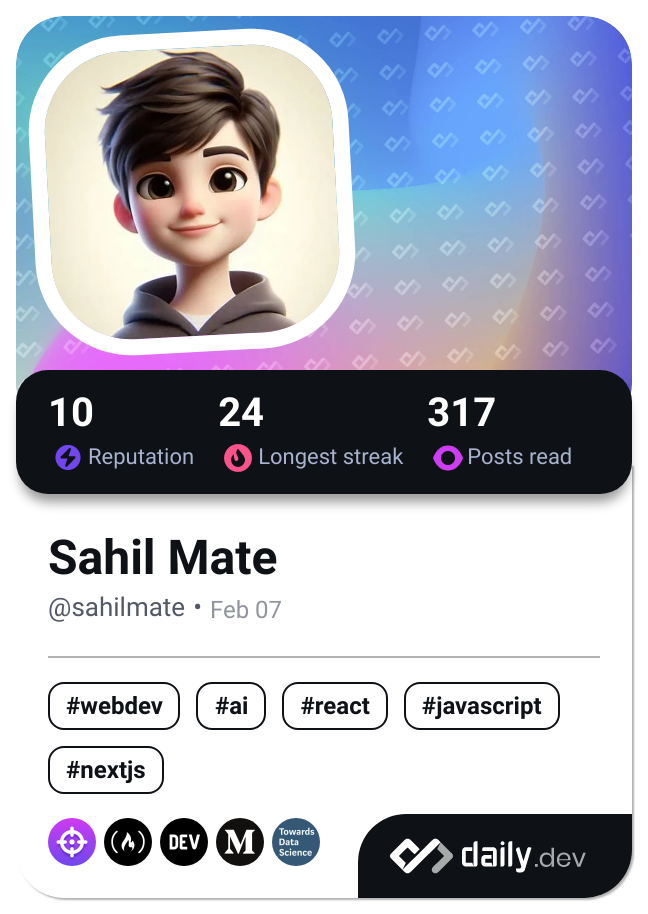 10 24 317
Reputation Longest streak Posts read
Sahil Mate
@sahilmate • Feb 07
#webdev #ai #react #javascript
#nextjs
DEV M Towards
Data
Science
daily.dev